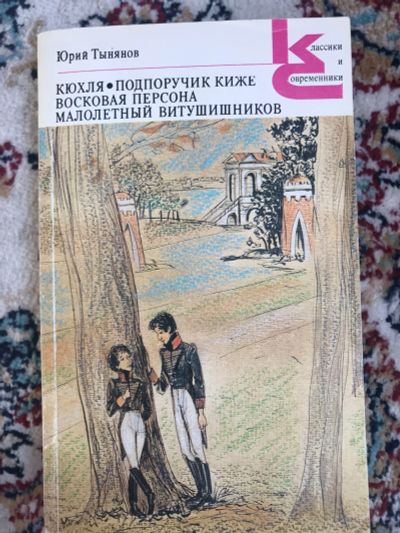 Юрий Тынянов
КЮХЛЯ • ПОДПОРУЧИК КИЖЕ
ВОСКОВАЯ ПЕРСОНА
МАЛОЛЕТНЫЙ ВИТУШИШНИКОВ
Классики
и
Современники